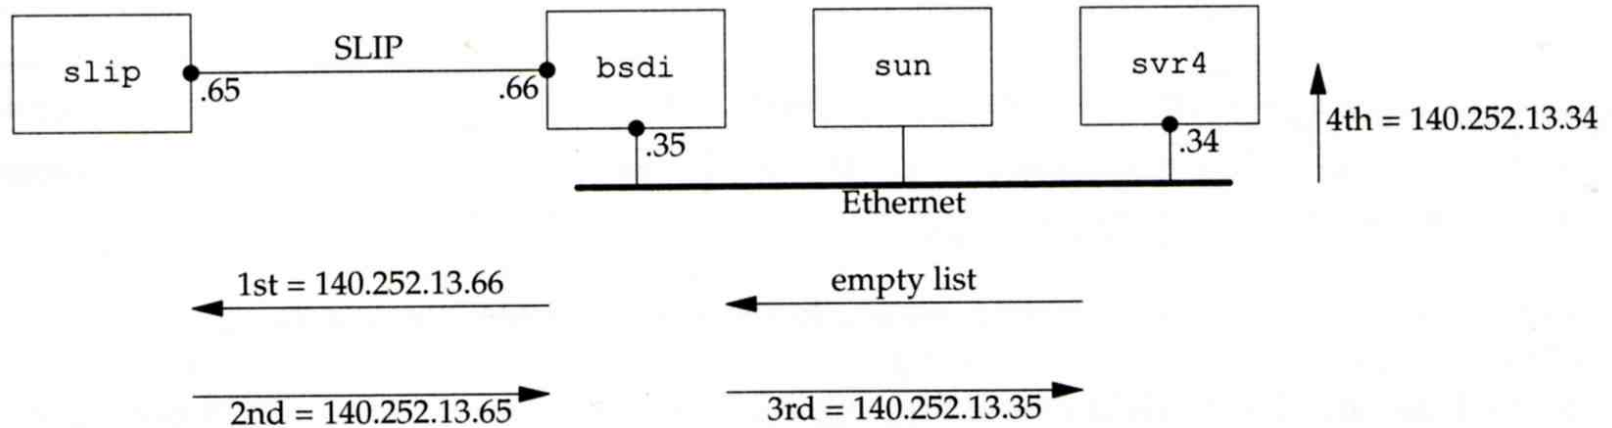 slip
SLIP
bsdi
sun
svr4
.65
.66
.35
.34
4th = 140.252.13.34
Ethernet
1st = 140.252.13.66
empty list
2nd = 140.252.13.65
3rd = 140.252.13.35